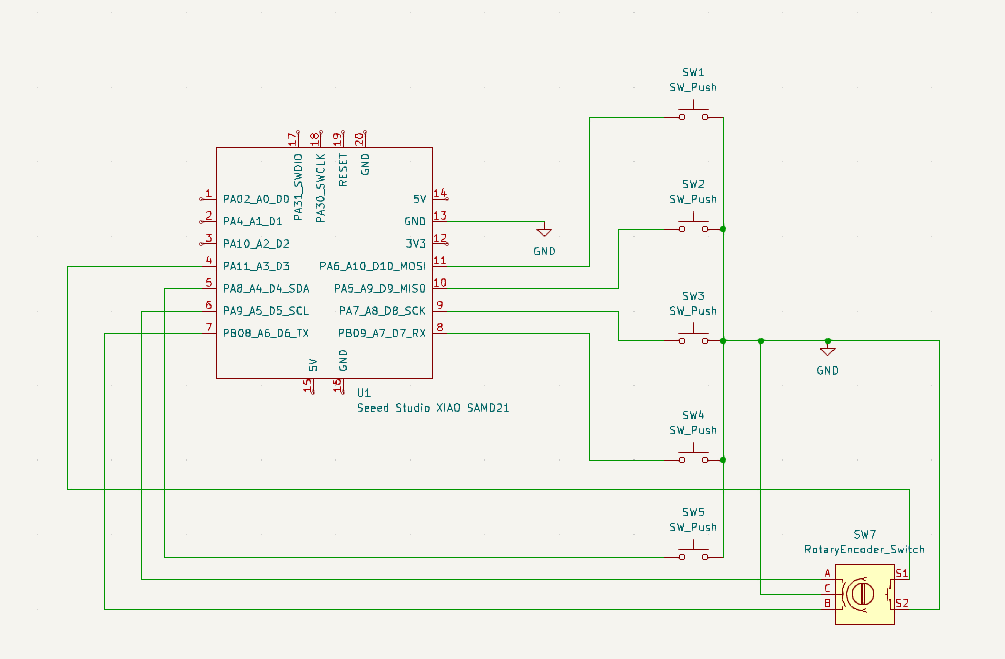 SW1
SW_Push
17
18
19
20
PA31_SWDIO
PA30_SWCLK
RESET
GND
1 PA02_A0_D0
2 PA4_A1_D1
3 PA10_A2_D2
4 PA11_A3_D3
5 PA8_A4_D4_SDA
6 PA9_A5_D5_SCL
7 PB08_A6_D6_TX
5V 14
GND 13
3V3 12
PA6_A10_D10_MOSI 11
PA5_A9_D9_MISO 10
PA7_A8_D8_SCK 9
PB09_A7_D7_RX 8
5V
GND
15
16
U1
Seeed Studio XIAO SAMD21
GND
SW2
SW_Push
SW3
SW_Push
GND
SW4
SW_Push
SW5
SW_Push
SW7
RotaryEncoder_Switch
A
C
B
S1
S2